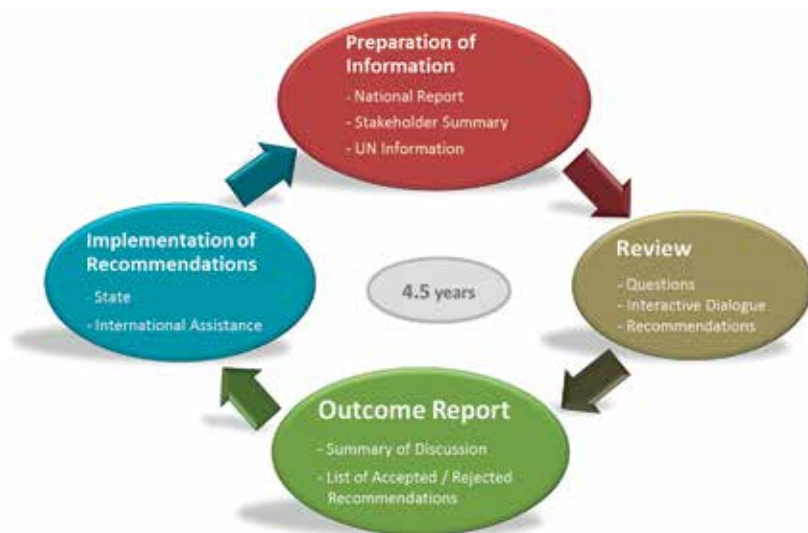 Preparation of
Information
- National Report
- Stakeholder Summary
- UN Information
Review
- Questions
- Interactive Dialogue
- Recommendations
Outcome Report
- Summary of Discussion
- List of Accepted / Rejected
Recommendations
Implementation of
Recommendations
- State
- International Assistance
4.5 years